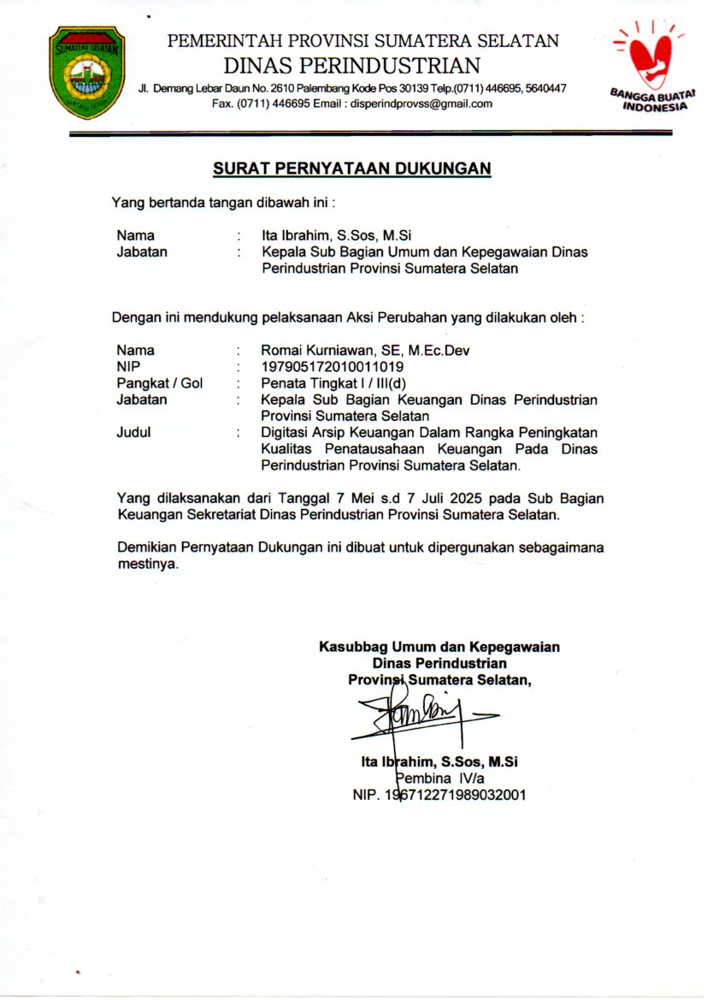 SUMATERA SELATAN
PEMERINTAH PROVINSI SUMATERA SELATAN
DINAS PERINDUSTRIAN
Jl. Demang Lebar Daun No. 2610 Palembang Kode Pos 30139 Telp.(0711) 446695, 5640447
Fax. (0711) 446695 Email : disperindprovss@gmail.com
BANGGA BUATAN
INDONESIA
SURAT PERNYATAAN DUKUNGAN
Yang bertanda tangan dibawah ini :
Nama : Ita Ibrahim, S.Sos, M.Si
Jabatan : Kepala Sub Bagian Umum dan Kepegawaian Dinas
Perindustrian Provinsi Sumatera Selatan
Dengan ini mendukung pelaksanaan Aksi Perubahan yang dilakukan oleh :
Nama : Romai Kurniawan, SE, M.Ec.Dev
NIP : 197905172010011019
Pangkat / Gol : Penata Tingkat I / III(d)
Jabatan : Kepala Sub Bagian Keuangan Dinas Perindustrian
Provinsi Sumatera Selatan
Judul : Digitasi Arsip Keuangan Dalam Rangka Peningkatan
Kualitas Penatausahaan Keuangan Pada Dinas
Perindustrian Provinsi Sumatera Selatan.
Yang dilaksanakan dari Tanggal 7 Mei s.d 7 Juli 2025 pada Sub Bagian
Keuangan Sekretariat Dinas Perindustrian Provinsi Sumatera Selatan.
Demikian Pernyataan Dukungan ini dibuat untuk dipergunakan sebagaimana
mestinya.
Kasubbag Umum dan Kepegawaian
Dinas Perindustrian
Provinsi Sumatera Selatan,
Ita Ibrahim, S.Sos, M.Si
Pembina IV/a
NIP. 196712271989032001